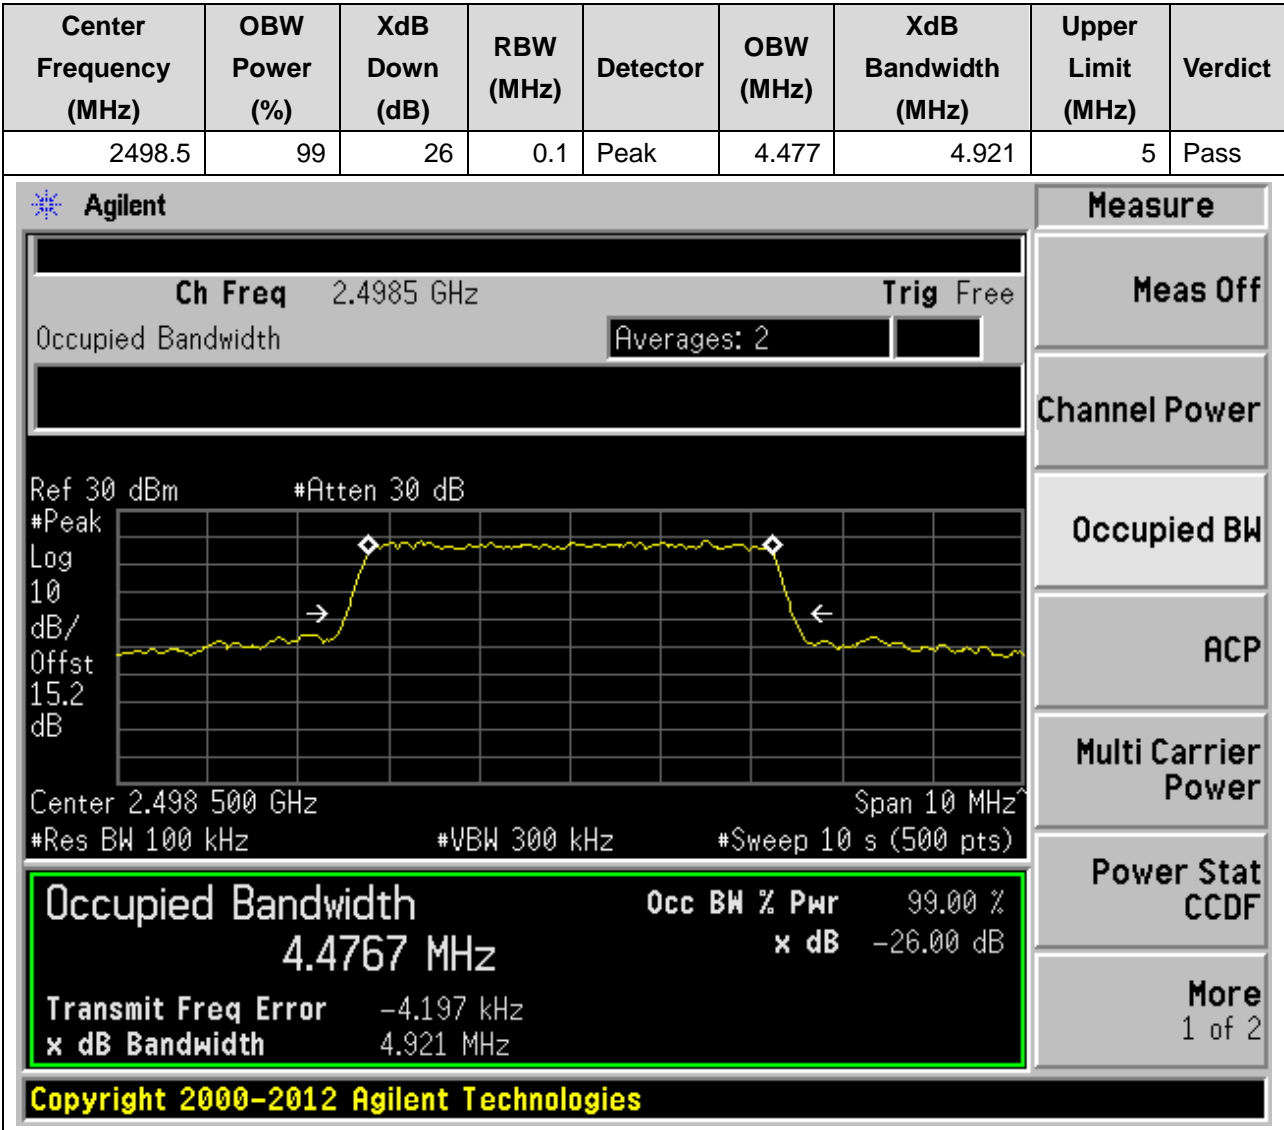 Center Frequency (MHz) OBW Power (%) XdB Down (dB) RBW (MHz) Detector OBW (MHz) XdB Bandwidth (MHz) Upper Limit (MHz) Verdict
2498.5 99 26 0.1 Peak 4.477 4.921 5 Pass
Agilent
Measure
Ch Freq 2.4985 GHz Trig Free
Meas Off
Occupied Bandwidth Averages: 2
Channel Power
Ref 30 dBm #Atten 30 dB
#Peak
Log
10
dB/
Offst
15.2
dB
Occupied BW
ACP
Multi Carrier
Power
Center 2.498 500 GHz Span 10 MHz^
#Res BW 100 kHz #VBW 300 kHz #Sweep 10 s (500 pts)
Power Stat
CCDF
Occupied Bandwidth Occ BW % Pwr 99.00 %
4.4767 MHz x dB -26.00 dB
Transmit Freq Error -4.197 kHz
x dB Bandwidth 4.921 MHz
More
1 of 2
Copyright 2000-2012 Agilent Technologies